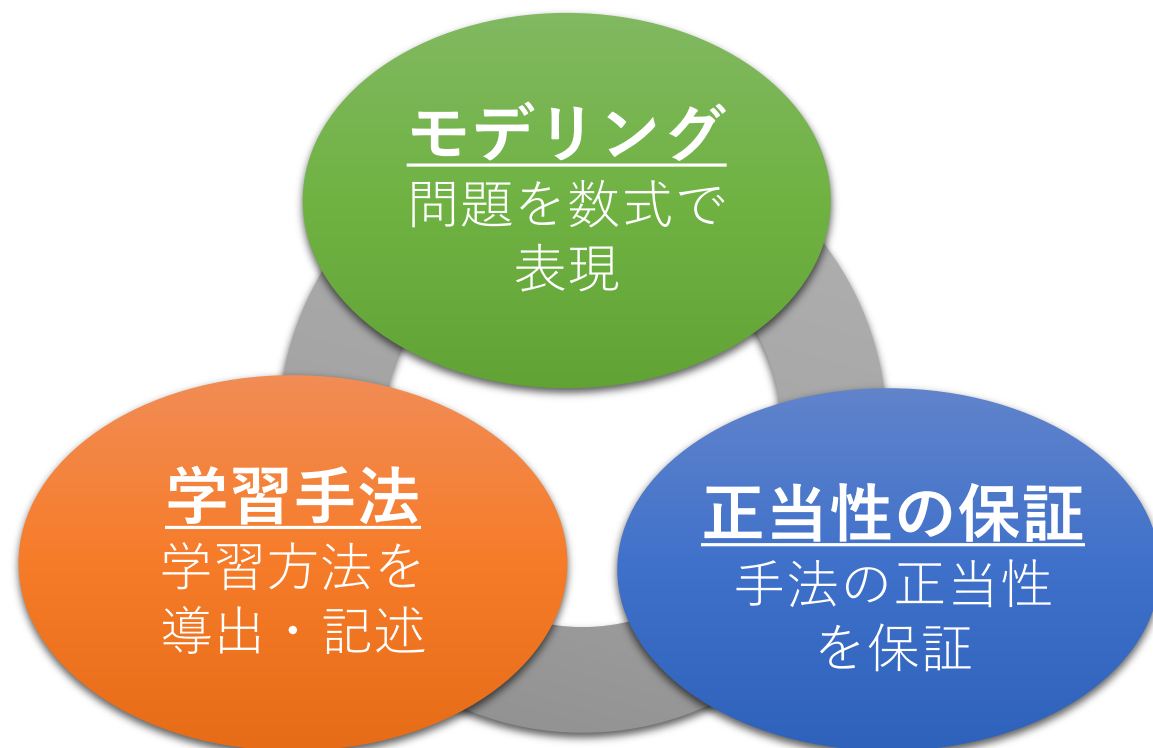 モデリング
問題を数式で
表現
学習手法
学習方法を
導出・記述
正当性の保証
手法の正当性
を保証